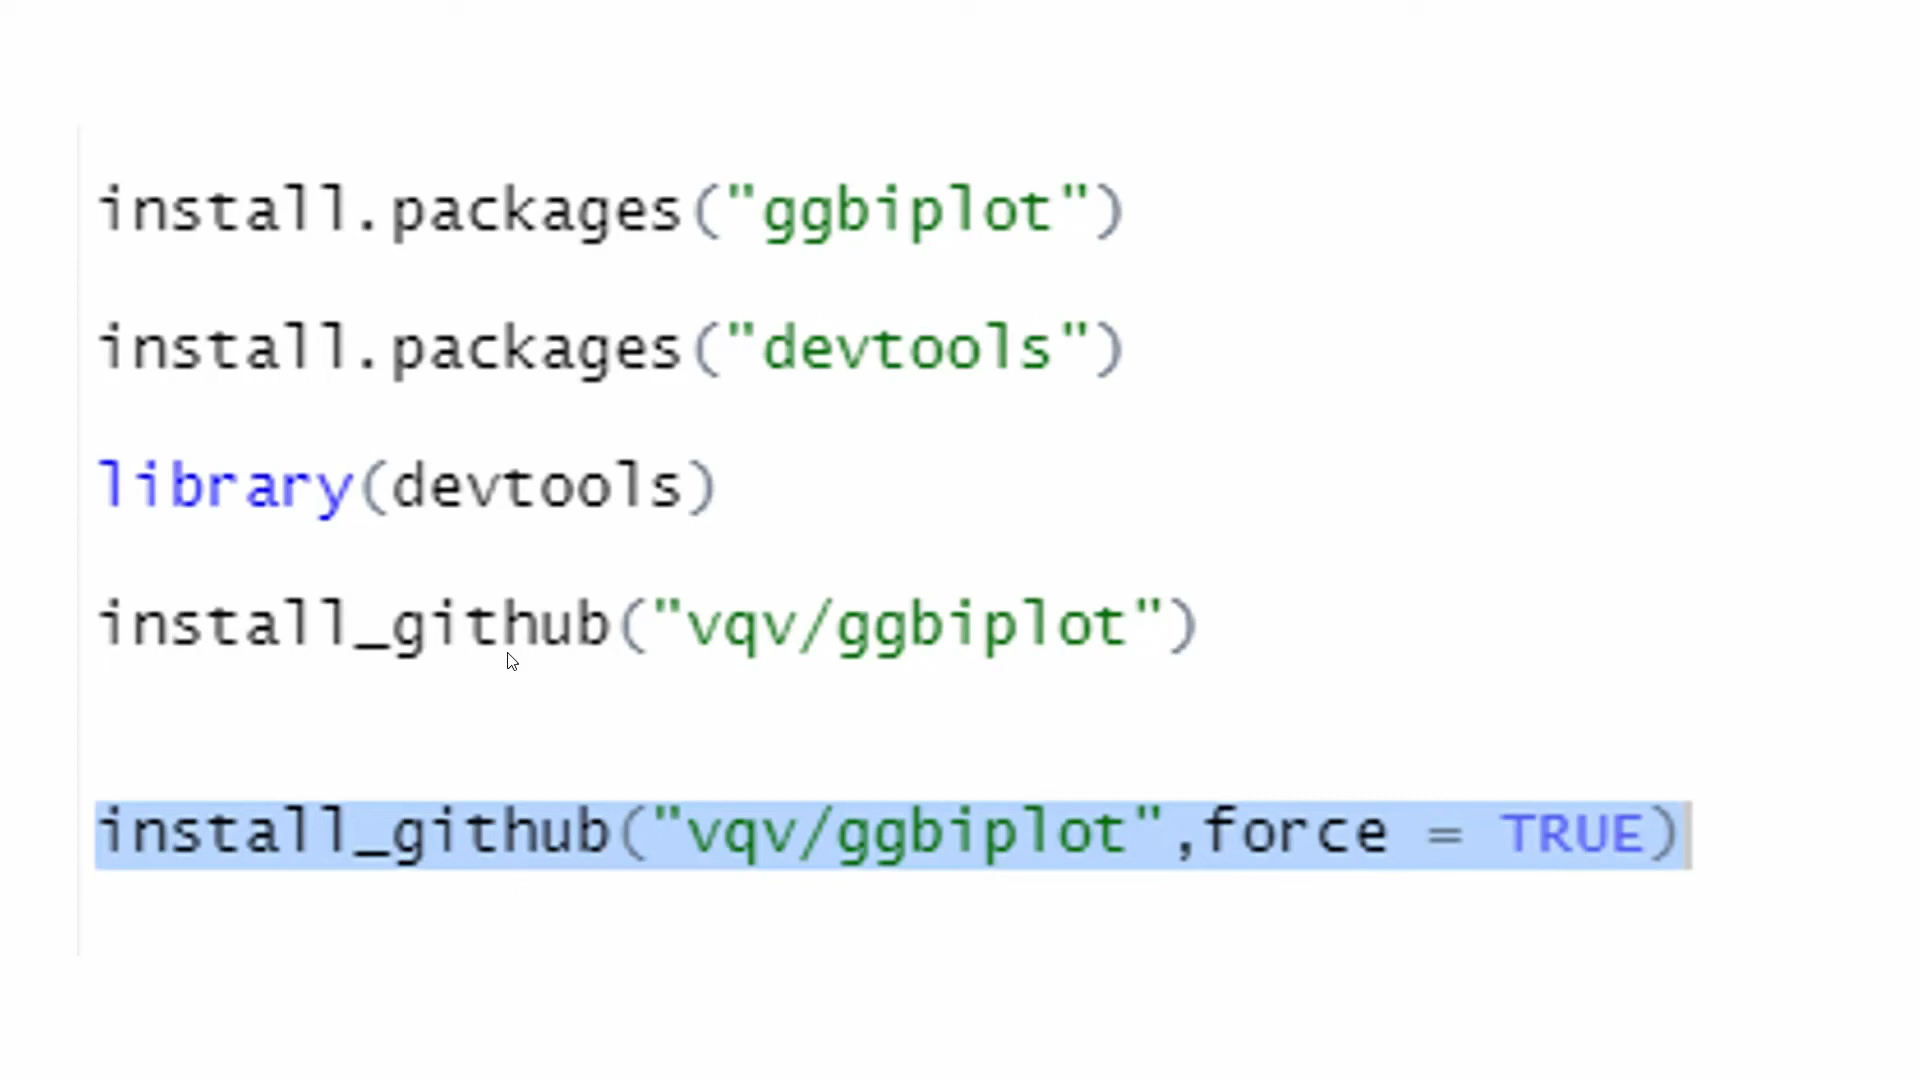 install.packages("ggbiplot")
install.packages("devtools")
library(devtools)
install_github("vqv/ggbiplot")
install_github("vqv/ggbiplot",force = TRUE)